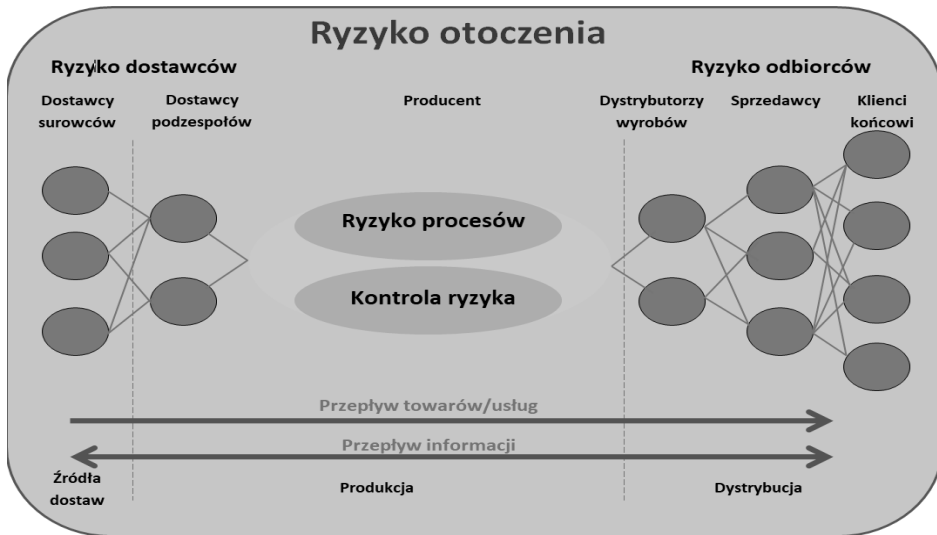 Ryzyko otoczenia
Ryzyko dostawców
Ryzyko odbiorców
Dostawcy
surowców
Dostawcy
podzespołów
Producent
Dystrybutorzy
wyrobów
Sprzedawcy
Klienci
końcowi
Ryzyko procesów
Kontrola ryzyka
Przepływ towarów/usług
Przepływ informacji
Źródła
dostaw
Produkcja
Dystrybucja